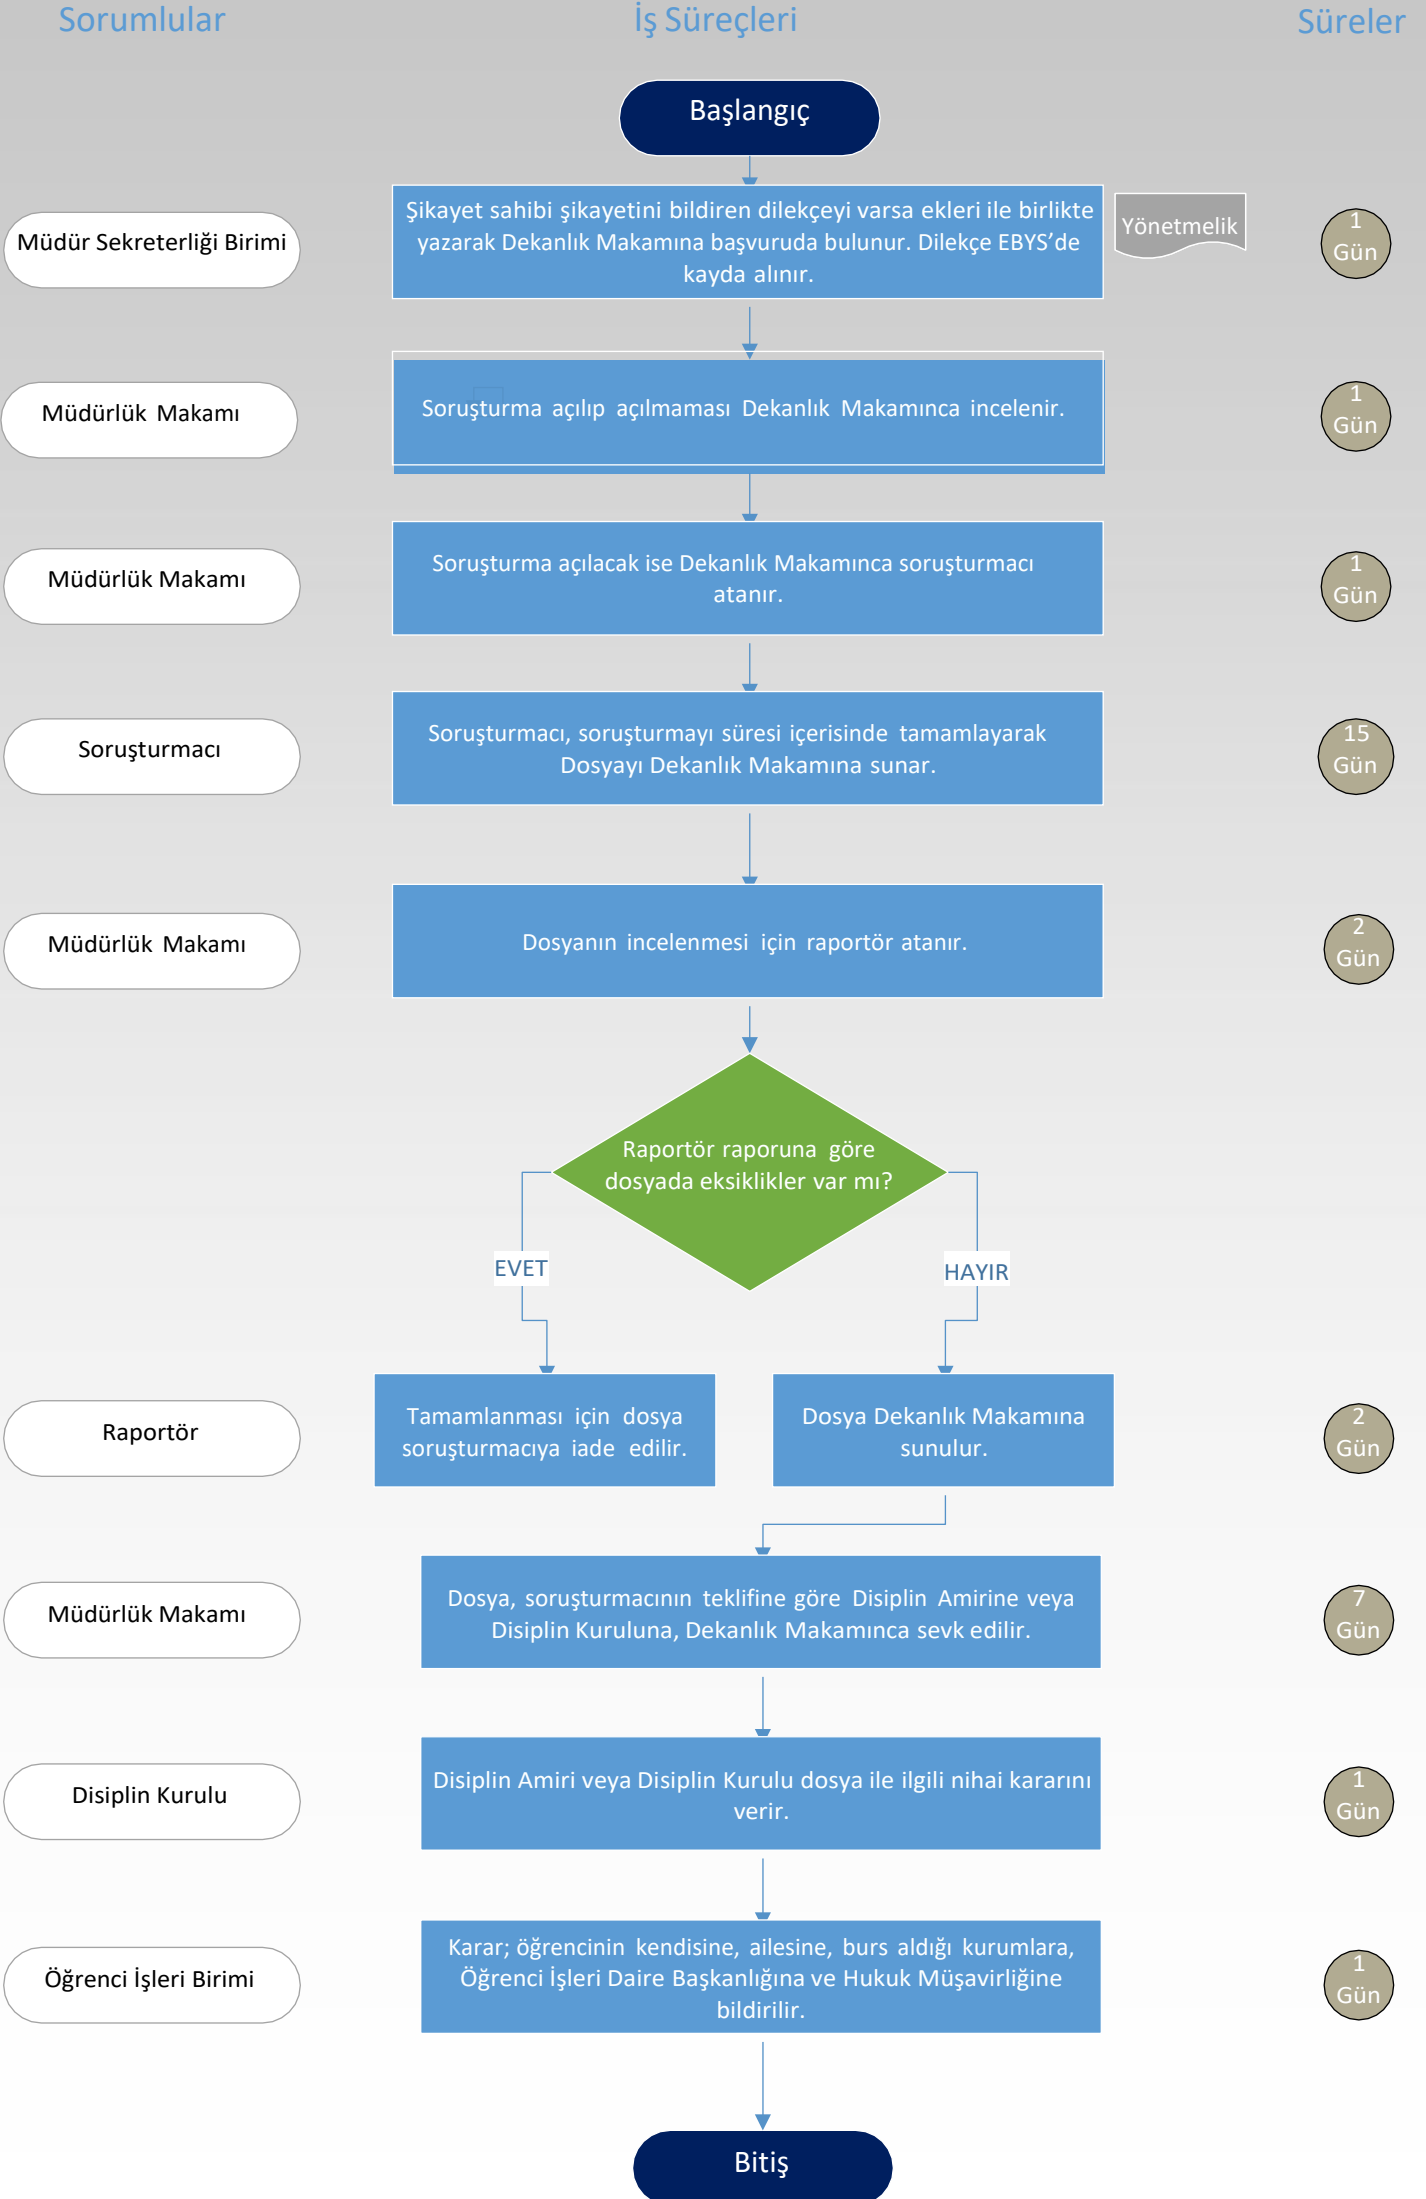 Sorumlular
İş Süreçleri
Süreler
Başlangıç
Müdür Sekreterliği Birimi
Şikayet sahibi şikayetini bildiren dilekçeyi varsa ekleri ile birlikte
yazarak Dekanlık Makamına başvuruda bulunur. Dilekçe EBYS’de
kayda alınır.
Yönetmelik
1
Gün
Müdürlük Makamı
Soruşturma açılıp açılmaması Dekanlık Makamınca incelenir.
1
Gün
Müdürlük Makamı
Soruşturma açılacak ise Dekanlık Makamınca soruşturmacı
atanır.
1
Gün
Soruşturmacı
Soruşturmacı, soruşturmayı süresi içerisinde tamamlayarak
Dosyayı Dekanlık Makamına sunar.
15
Gün
Müdürlük Makamı
Dosyanın incelenmesi için raportör atanır.
2
Gün
Raportör raporuna göre
dosyada eksiklikler var mı?
EVET
HAYIR
Raportör
Tamamlanması için dosya
soruşturmacıya iade edilir.
Dosya Dekanlık Makamına
sunulur.
2
Gün
Müdürlük Makamı
Dosya, soruşturmacının teklifine göre Disiplin Amirine veya
Disiplin Kuruluna, Dekanlık Makamınca sevk edilir.
7
Gün
Disiplin Kurulu
Disiplin Amiri veya Disiplin Kurulu dosya ile ilgili nihai kararını
verir.
1
Gün
Öğrenci İşleri Birimi
Karar; öğrencinin kendisine, ailesine, burs aldığı kurumlara,
Öğrenci İşleri Daire Başkanlığına ve Hukuk Müşavirliğine
bildirilir.
1
Gün
Bitiş